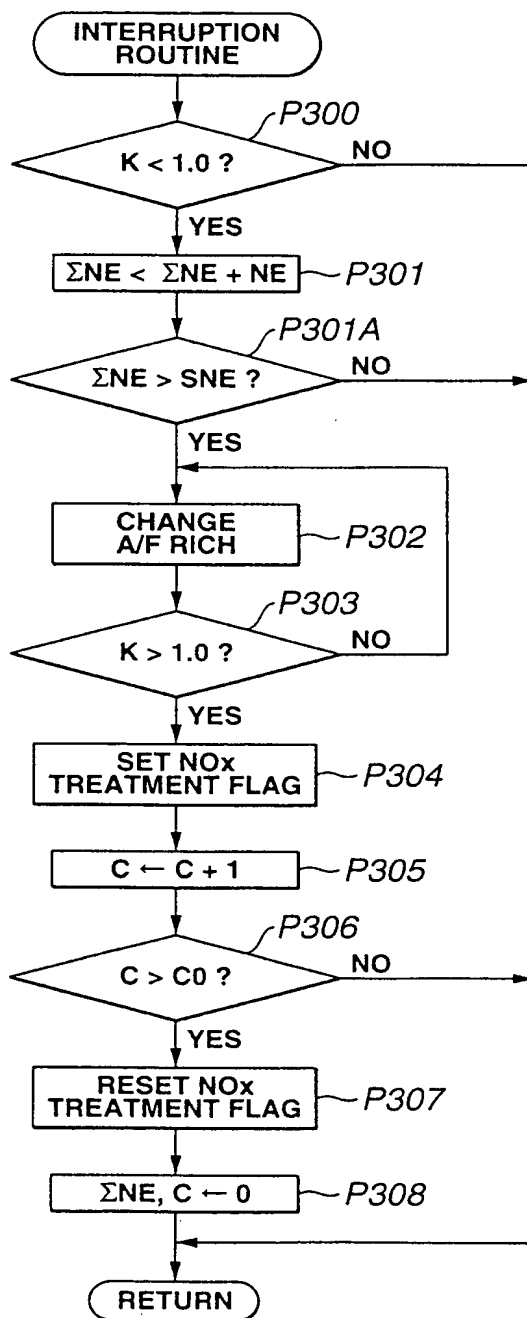 INTERRUPTION
ROUTINE
P300
K < 1.0 ?
NO
YES
ΣNE < ΣNE + NE
P301
P301A
ΣNE > SNE ?
NO
YES
CHANGE
A/F RICH
P302
P303
K > 1.0 ?
NO
YES
SET NOx
TREATMENT FLAG
P304
C ← C + 1
P305
P306
C > C0 ?
NO
YES
RESET NOx
TREATMENT FLAG
P307
ΣNE, C ← 0
P308
RETURN